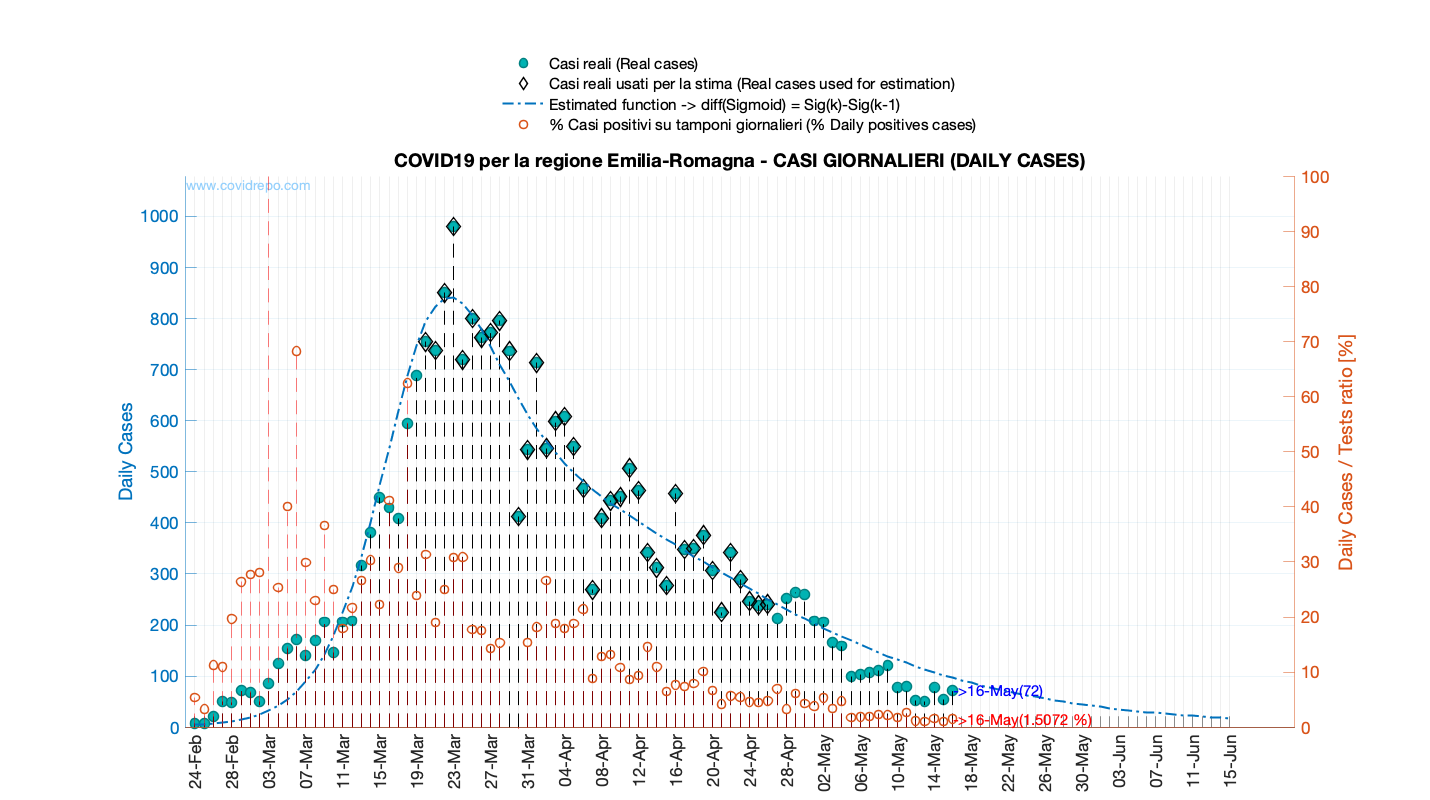 Casi reali (Real cases)
Casi reali usati per la stima (Real cases used for estimation)
Estimated function -> diff(Sigmoid) = Sig(k)-Sig(k-1)
% Casi positivi su tamponi giornalieri (% Daily positives cases)
COVID19 per la regione Emilia-Romagna - CASI GIORNALIERI (DAILY CASES)
www.covidrepo.com
Daily Cases
1000
900
800
700
600
500
400
300
200
100
0
100
90
80
70
60
50
40
30
20
10
0
Daily Cases / Tests ratio [%]
->16-May(72)
->16-May(1.5072 %)
24-Feb
28-Feb
03-Mar
07-Mar
11-Mar
15-Mar
19-Mar
23-Mar
27-Mar
31-Mar
04-Apr
08-Apr
12-Apr
16-Apr
20-Apr
24-Apr
28-Apr
02-May
06-May
10-May
14-May
18-May
22-May
26-May
30-May
03-Jun
07-Jun
11-Jun
15-Jun